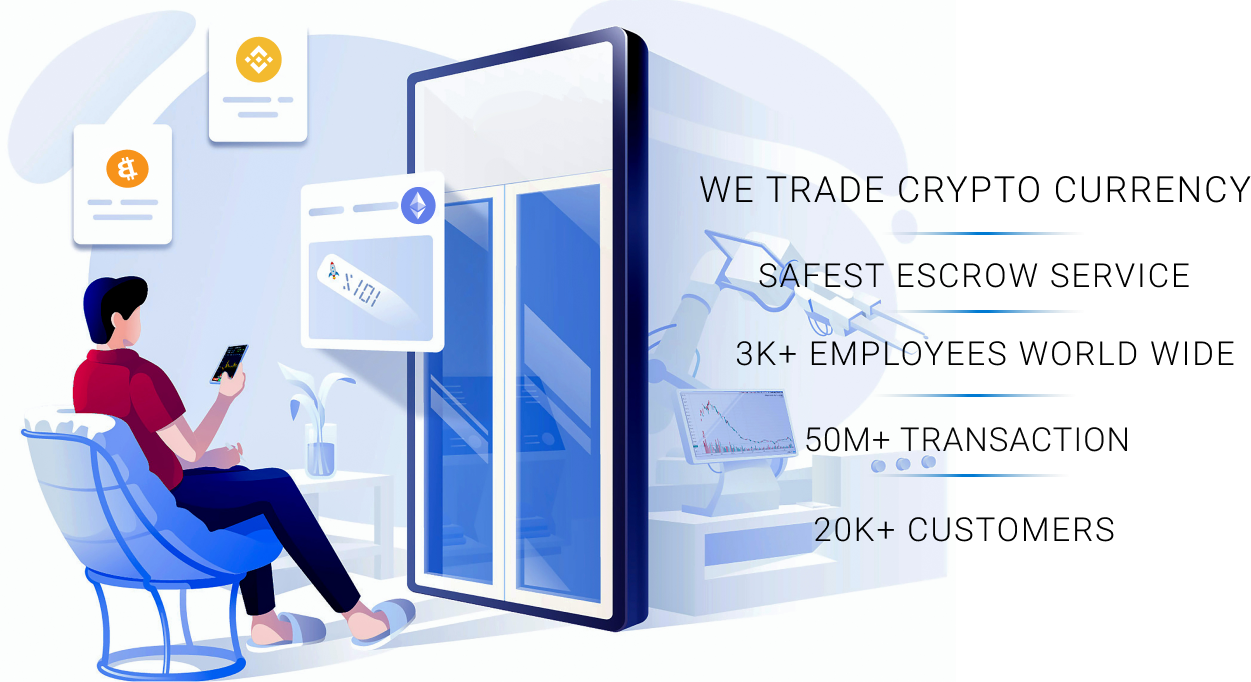 WE TRADE CRYPTO CURRENCY
SAFEST ESCROW SERVICE
3K+ EMPLOYEES WORLD WIDE
50M+ TRANSACTION
20K+ CUSTOMERS